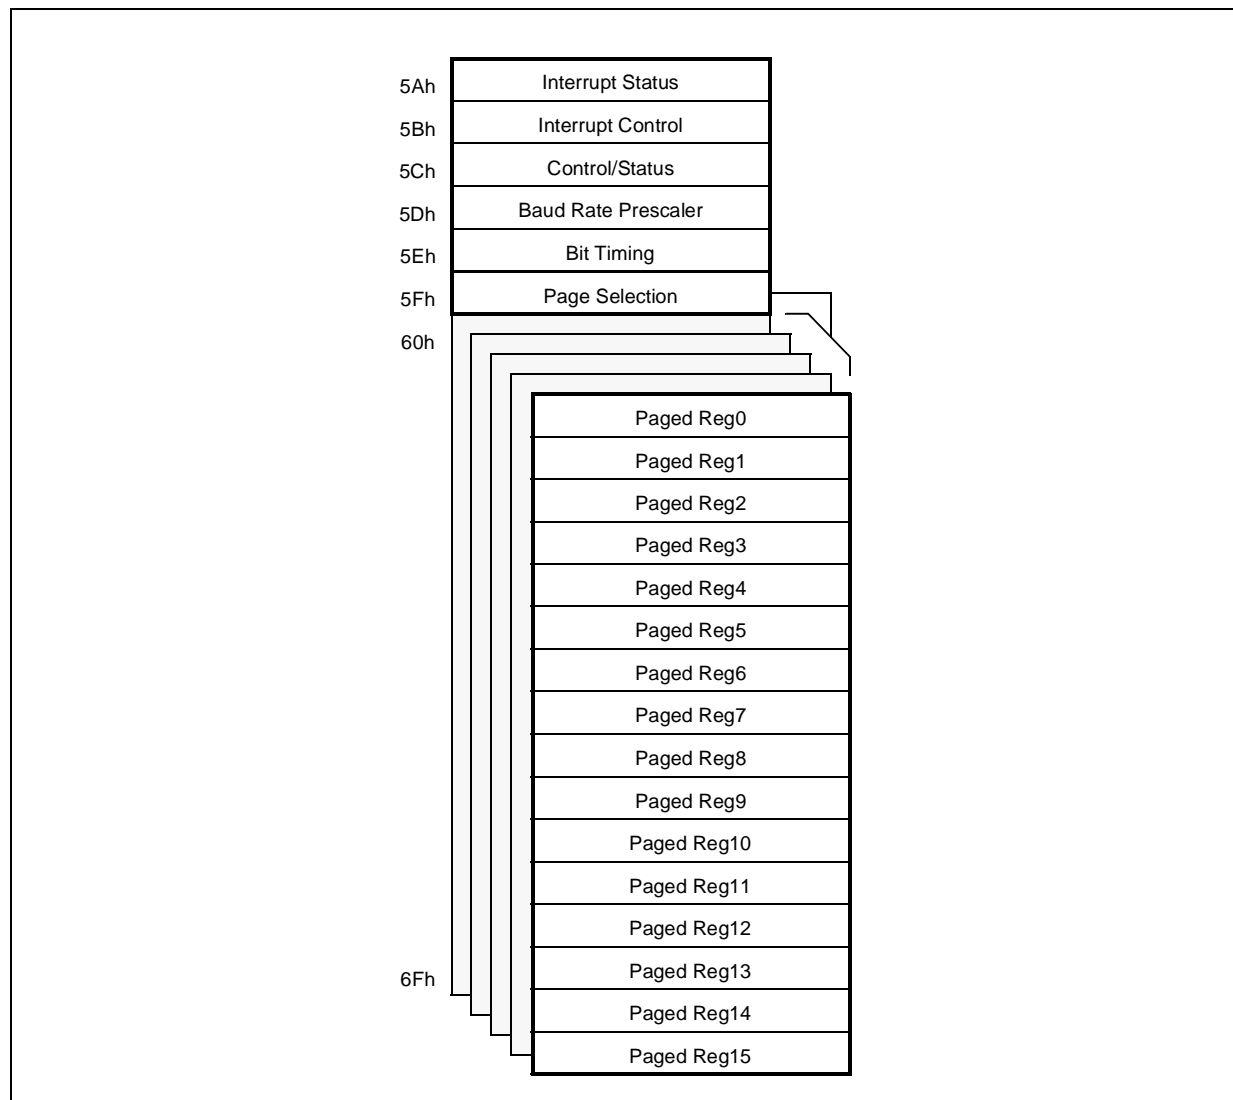 5Ah Interrupt Status
5Bh Interrupt Control
5Ch Control/Status
5Dh Baud Rate Prescaler
5Eh Bit Timing
5Fh Page Selection
60h
Paged Reg0
Paged Reg1
Paged Reg2
Paged Reg3
Paged Reg4
Paged Reg5
Paged Reg6
Paged Reg7
Paged Reg8
Paged Reg9
Paged Reg10
Paged Reg11
Paged Reg12
6Fh Paged Reg13
Paged Reg14
Paged Reg15